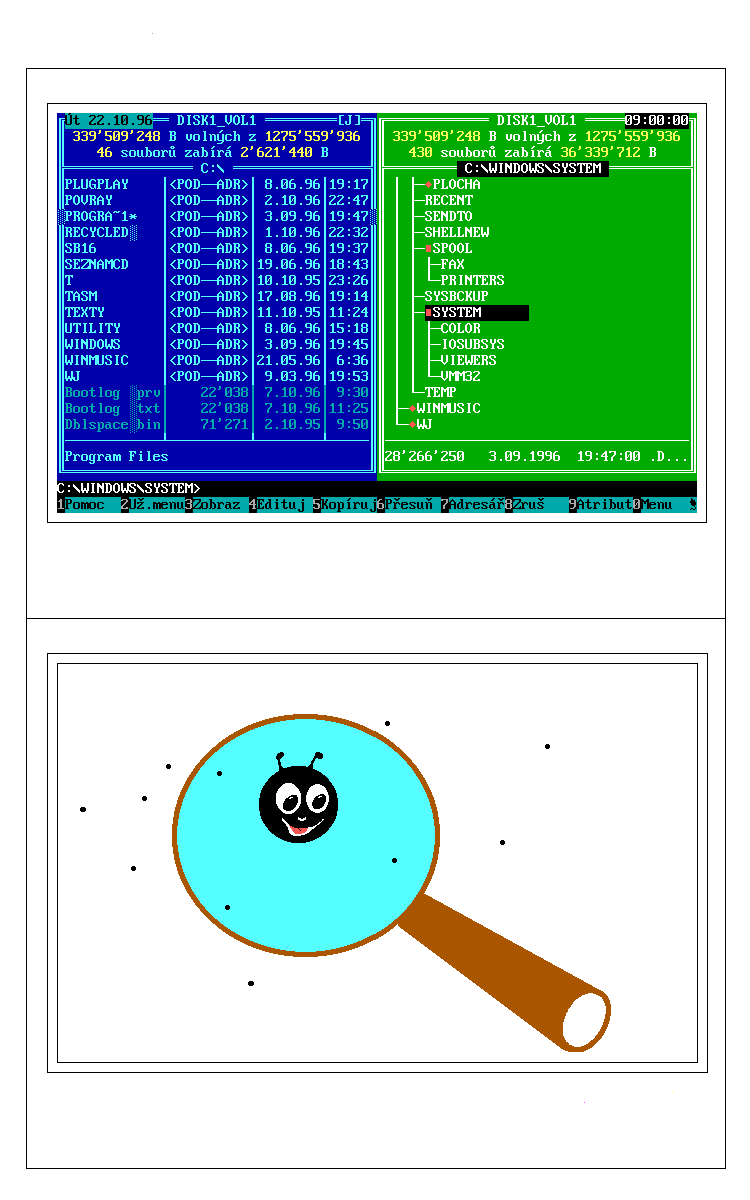 Út 22.10.96 DISK1_VOL1 [J]
339'509'248 B volných z 1275'559'936
46 souborů zabírá 2'621'440 B
C:\
PLUGPLAY <POD——ADR> 8.06.96 19:17
POVRAY <POD——ADR> 2.10.96 22:47
PROGRA~1* <POD——ADR> 3.09.96 19:47
RECYCLED <POD——ADR> 1.10.96 22:32
SB16 <POD——ADR> 8.06.96 19:37
SEZNAMCD <POD——ADR> 19.06.96 18:43
T <POD——ADR> 10.10.95 23:26
TASM <POD——ADR> 17.08.96 19:14
TEXTY <POD——ADR> 11.10.95 11:24
UTILITY <POD——ADR> 8.06.96 15:18
WINDOWS <POD——ADR> 3.09.96 19:45
WINMUSIC <POD——ADR> 21.05.96 6:36
WJ <POD——ADR> 9.03.96 19:53
Bootlog prv 22'038 7.10.96 9:30
Bootlog txt 22'038 7.10.96 11:25
Dblspace bin 71'271 2.10.95 9:50
Program Files
DISK1_VOL1 09:00:00
339'509'248 B volných z 1275'559'936
430 souborů zabírá 36'339'712 B
C:\WINDOWS\SYSTEM
PLOCHA
RECENT
SENDTO
SHELLNEW
SPOOL
FAX
PRINTERS
SYSBCKUP
SYSTEM
COLOR
IOSUBSYS
VIEWERS
VMM32
TEMP
WINMUSIC
WJ
28'266'250 3.09.1996 19:47:00 .D...
C:\WINDOWS\SYSTEM>
1Pomoc 2Už.menu3Zobraz 4Edituj 5Kopíruj6Přesuň 7Adresář8Zruš 9Atribut0Menu